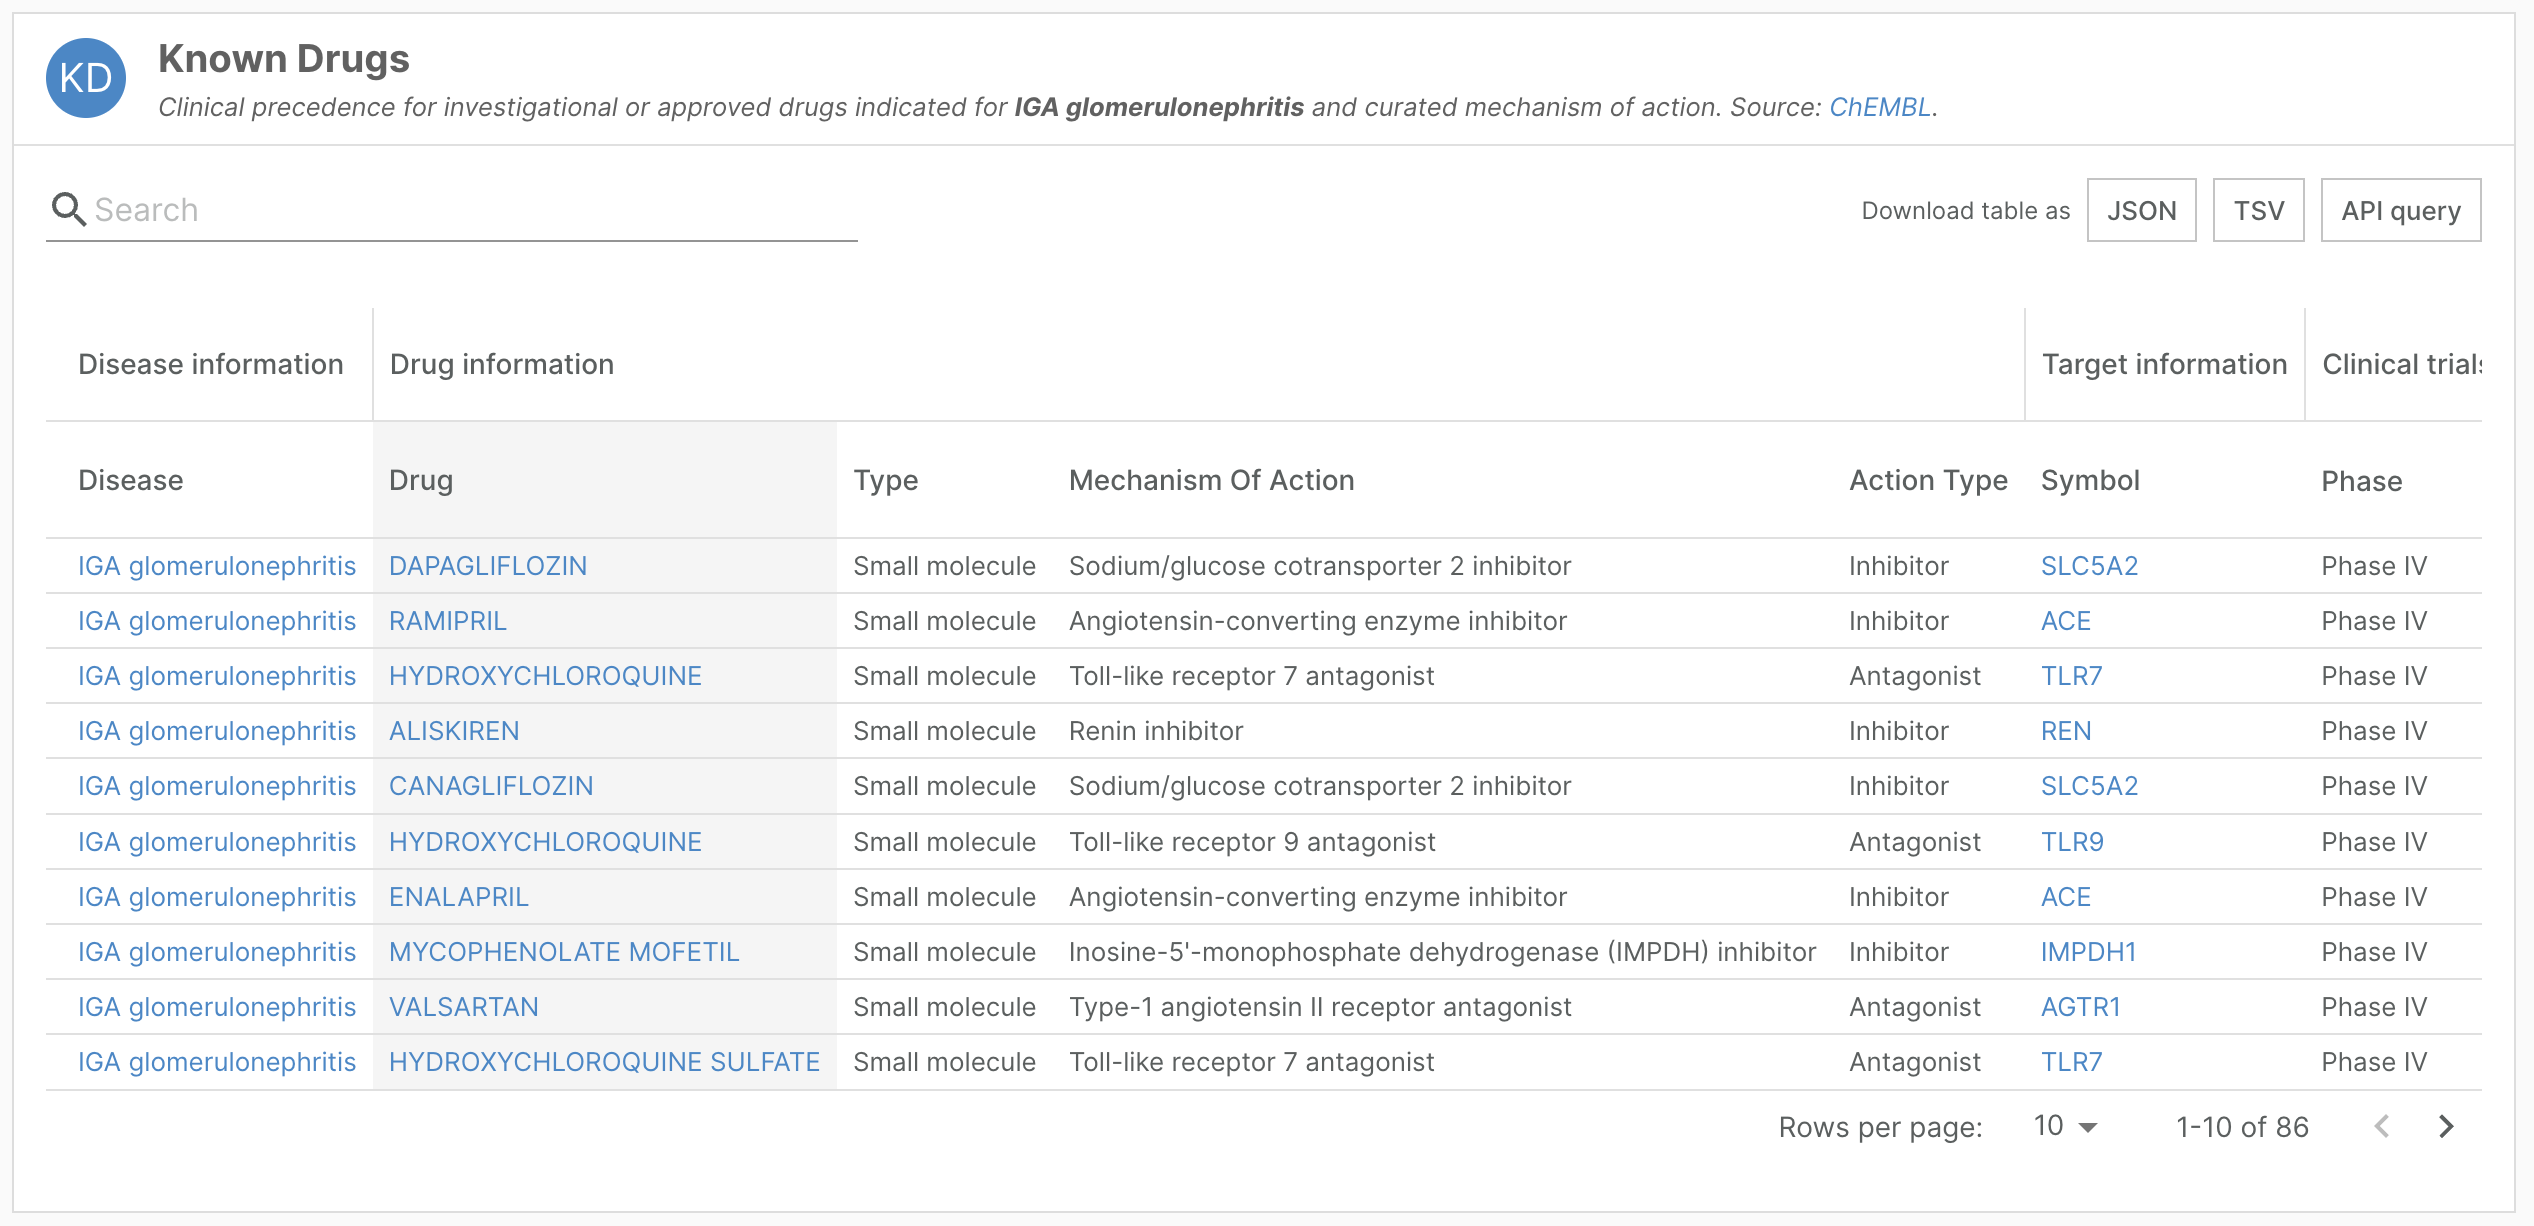 KD
Known Drugs
Clinical precedence for investigational or approved drugs indicated for IGA glomerulonephritis and curated mechanism of action. Source: ChEMBL.
Search
Download table as JSON TSV API query
Disease information Drug information Target information Clinical trials
Disease Drug Type Mechanism Of Action Action Type Symbol Phase
IGA glomerulonephritis DAPAGLIFLOZIN Small molecule Sodium/glucose cotransporter 2 inhibitor Inhibitor SLC5A2 Phase IV
IGA glomerulonephritis RAMIPRIL Small molecule Angiotensin-converting enzyme inhibitor Inhibitor ACE Phase IV
IGA glomerulonephritis HYDROXYCHLOROQUINE Small molecule Toll-like receptor 7 antagonist Antagonist TLR7 Phase IV
IGA glomerulonephritis ALISKIREN Small molecule Renin inhibitor Inhibitor REN Phase IV
IGA glomerulonephritis CANAGLIFLOZIN Small molecule Sodium/glucose cotransporter 2 inhibitor Inhibitor SLC5A2 Phase IV
IGA glomerulonephritis HYDROXYCHLOROQUINE Small molecule Toll-like receptor 9 antagonist Antagonist TLR9 Phase IV
IGA glomerulonephritis ENALAPRIL Small molecule Angiotensin-converting enzyme inhibitor Inhibitor ACE Phase IV
IGA glomerulonephritis MYCOPHENOLATE MOFETIL Small molecule Inosine-5'-monophosphate dehydrogenase (IMPDH) inhibitor Inhibitor IMPDH1 Phase IV
IGA glomerulonephritis VALSARTAN Small molecule Type-1 angiotensin II receptor antagonist Antagonist AGTR1 Phase IV
IGA glomerulonephritis HYDROXYCHLOROQUINE SULFATE Small molecule Toll-like receptor 7 antagonist Antagonist TLR7 Phase IV
Rows per page: 10 1-10 of 86